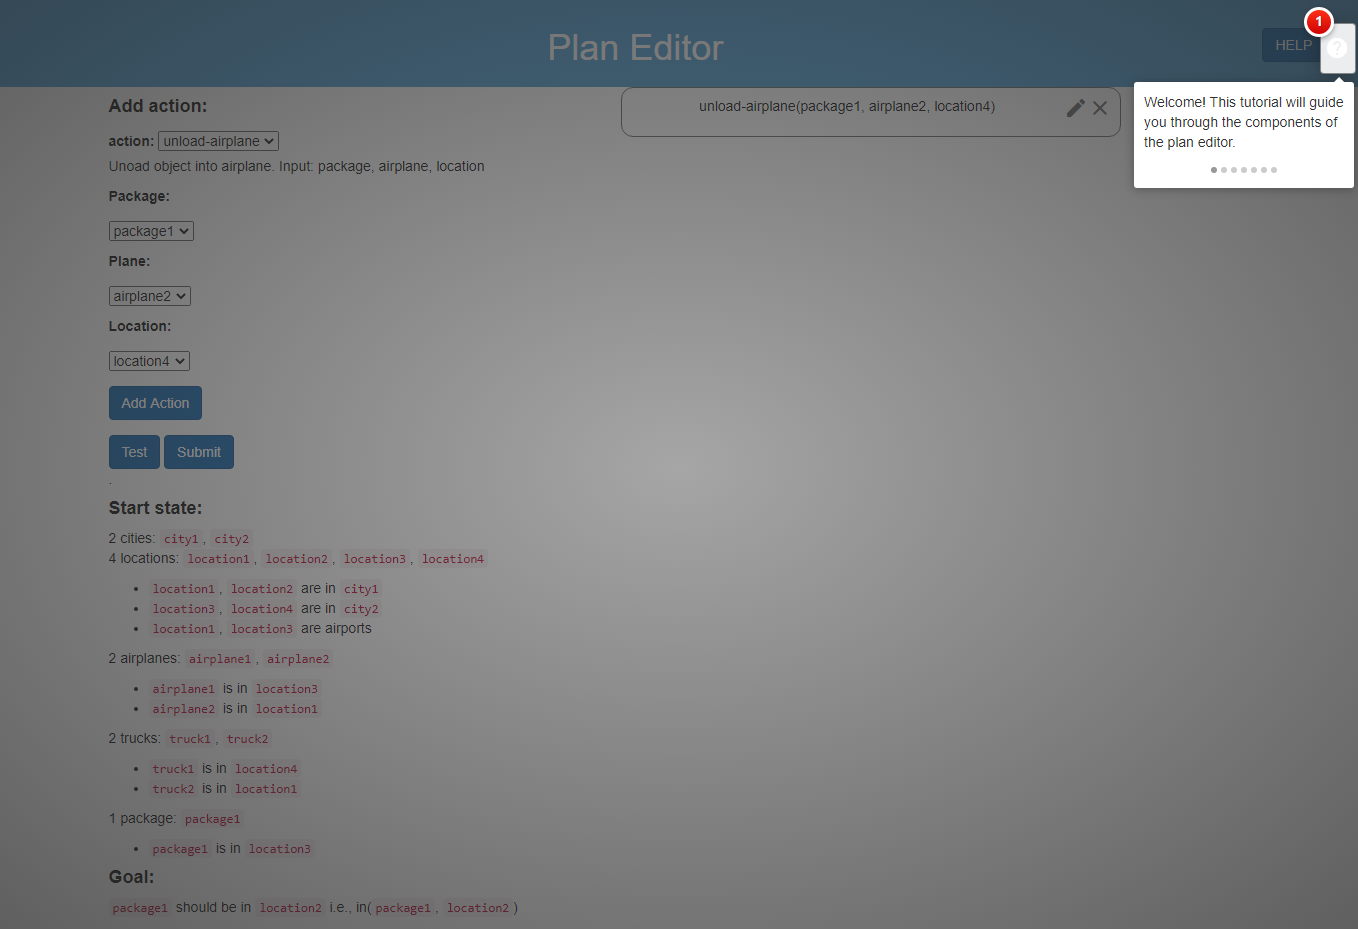 Plan Editor
HELP
1
?
Welcome! This tutorial will guide
you through the components of
the plan editor.
Add action:
action: unload-airplane
Unoad object into airplane. Input: package, airplane, location
Package:
package1
Plane:
airplane2
Location:
location4
Add Action
Test Submit
.
unload-airplane(package1, airplane2, location4)
Start state:
2 cities: city1, city2
4 locations: location1, location2, location3, location4
• location1, location2 are in city1
• location3, location4 are in city2
• location1, location3 are airports
2 airplanes: airplane1, airplane2
• airplane1 is in location3
• airplane2 is in location1
2 trucks: truck1, truck2
• truck1 is in location4
• truck2 is in location1
1 package: package1
• package1 is in location3
Goal:
package1 should be in location2 i.e., in( package1, location2 )